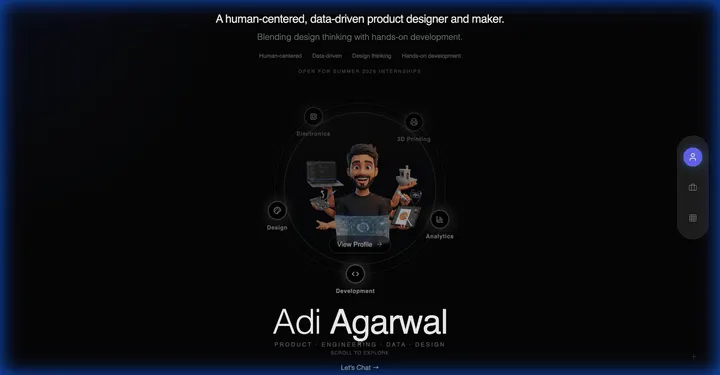 A human-centered, data-driven product designer and maker.
Blending design thinking with hands-on development.
Human-centered Data-driven Design thinking Hands-on development
OPEN FOR SUMMER 2026 INTERNSHIPS
Electronics
3D Printing
Design
Analytics
View Profile →
Development
Adi Agarwal
PRODUCT · ENGINEERING · DATA · DESIGN
SCROLL TO EXPLORE
Let's Chat →